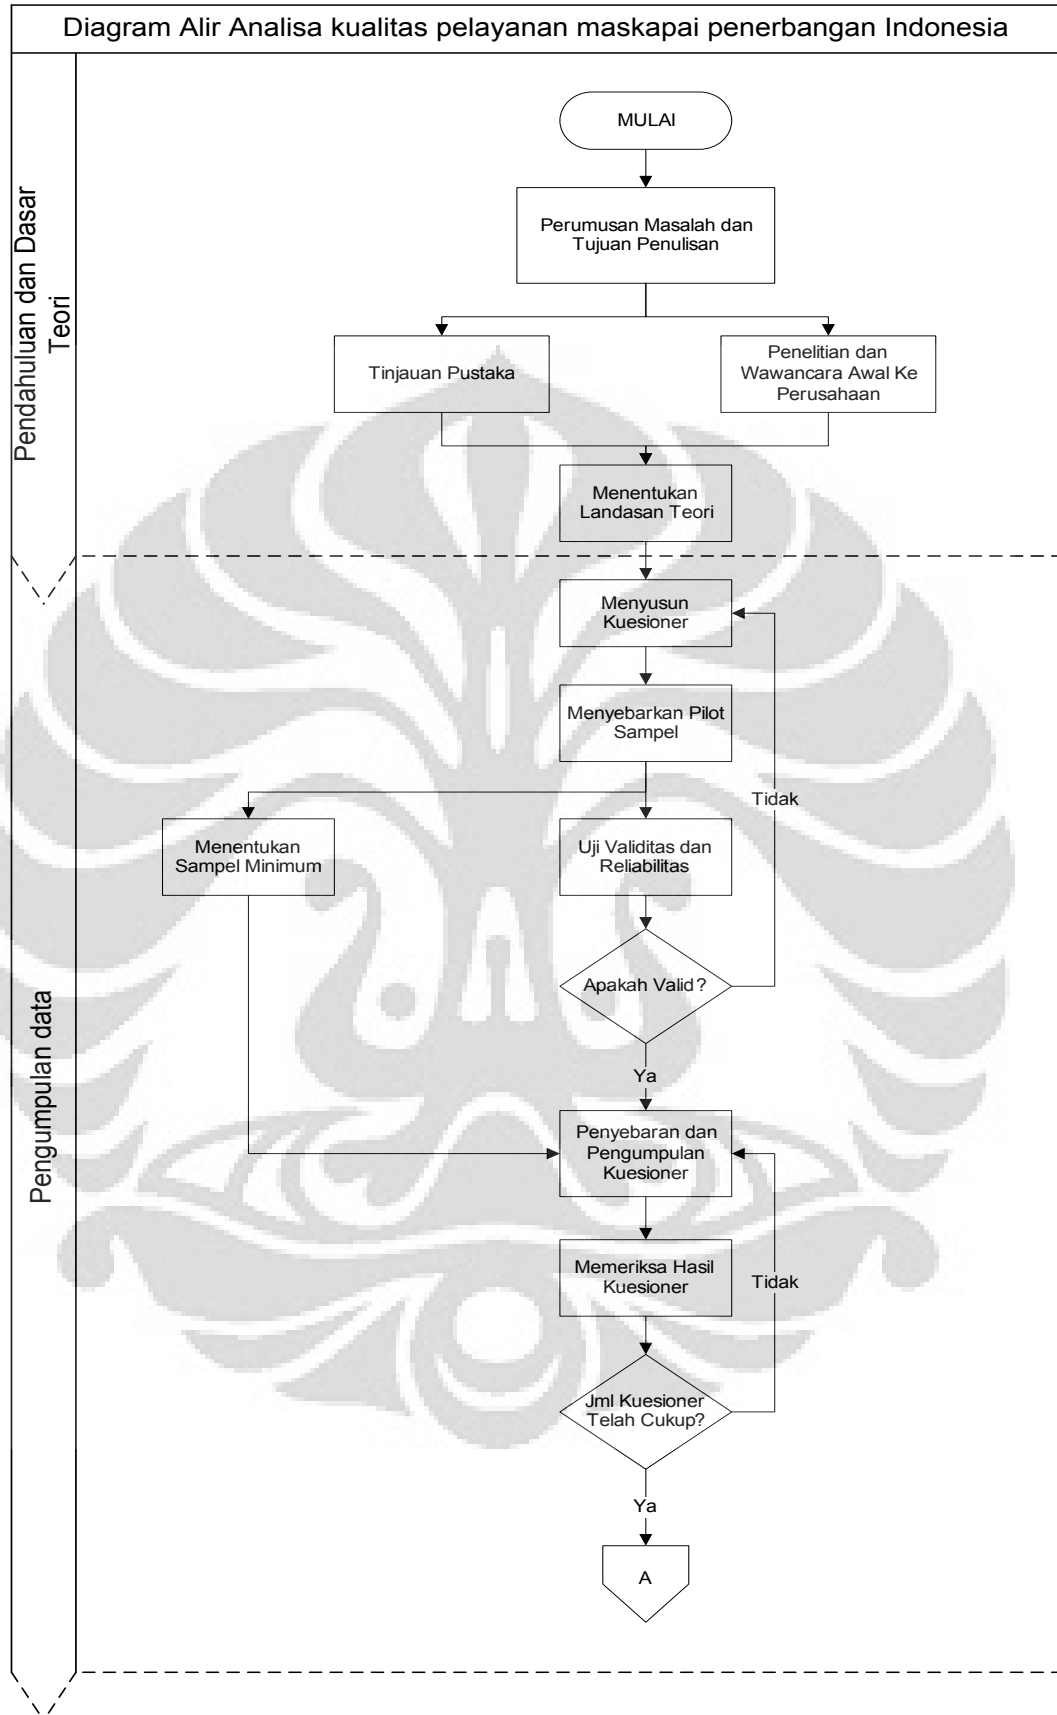 Diagram Alir Analisa kualitas pelayanan maskapai penerbangan Indonesia
Pendahuluan dan Dasar
Teori
MULAI
Perumusan Masalah dan
Tujuan Penulisan
Tinjauan Pustaka
Penelitian dan
Wawancara Awal Ke
Perusahaan
Menentukan
Landasan Teori
Pengumpulan data
Menyusun
Kuesioner
Menyebarkan Pilot
Sampel
Tidak
Menentukan
Sampel Minimum
Uji Validitas dan
Reliabilitas
Apakah Valid?
Ya
Penyebaran dan
Pengumpulan
Kuesioner
Memeriksa Hasil
Kuesioner
Tidak
Jml Kuesioner
Telah Cukup?
Ya
A